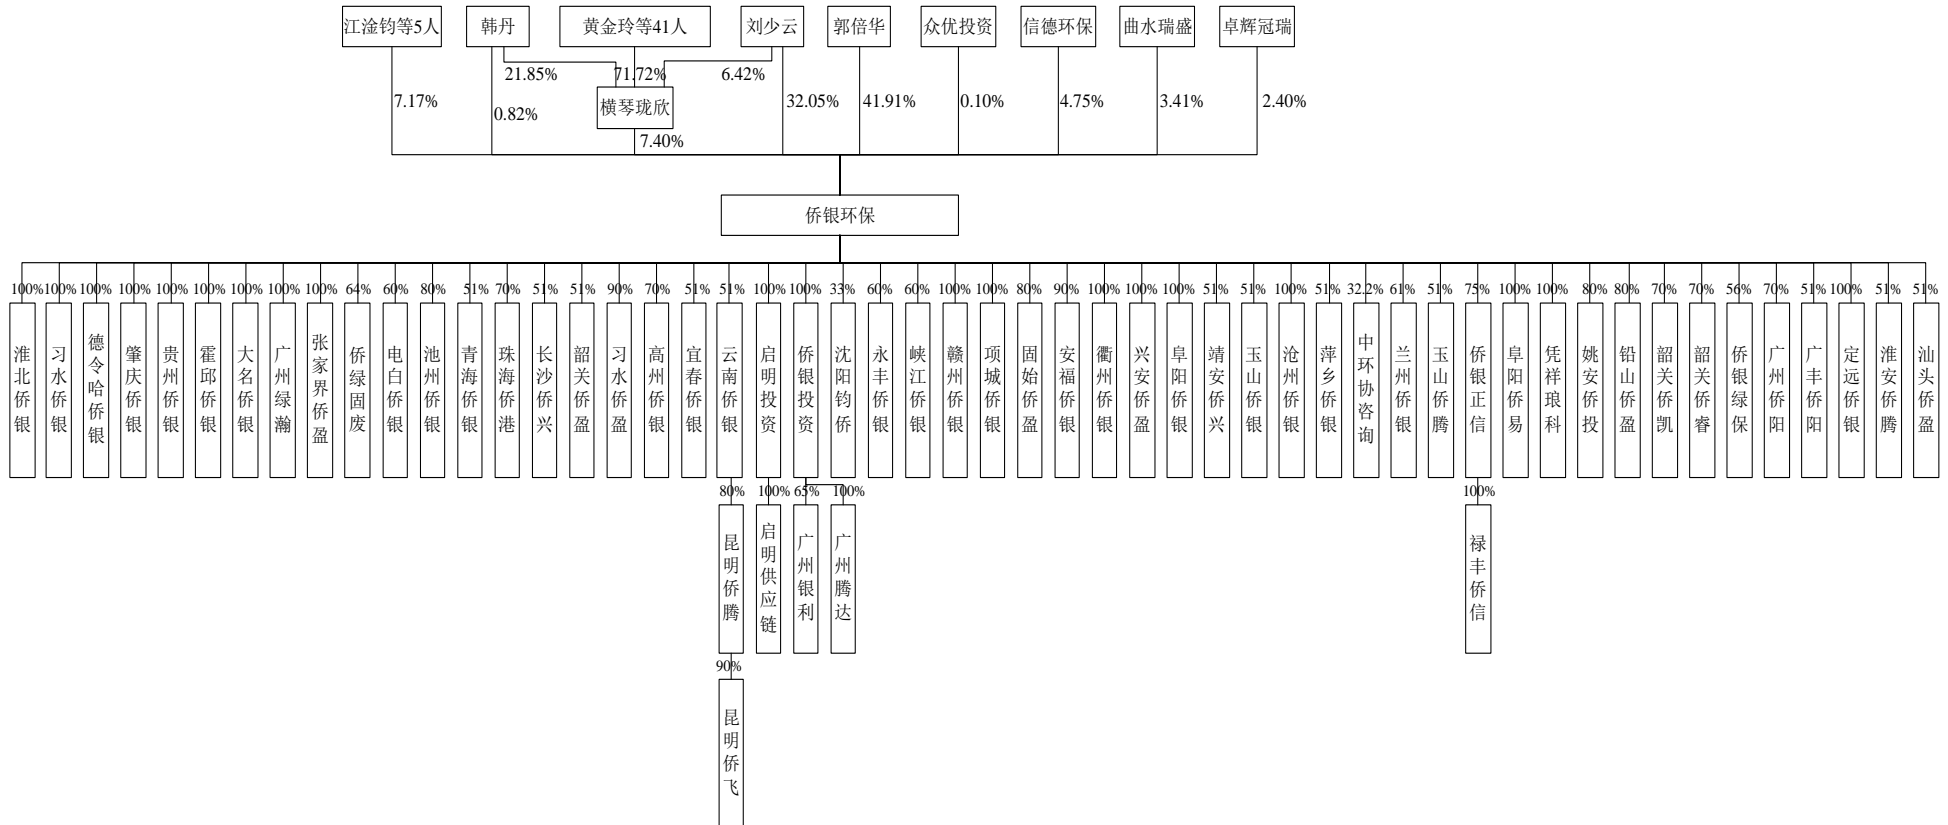 江淦钧等5人
韩丹
黄金玲等41人
刘少云
郭倍华
众优投资
信德环保
曲水瑞盛
卓辉冠瑞
21.85%
71.72%
6.42%
7.17%
0.82%
横琴珑欣
32.05%
41.91%
0.10%
4.75%
3.41%
2.40%
7.40%
侨银环保
100%
100%
100%
100%
100%
100%
100%
100%
100%
64%
60%
80%
51%
70%
51%
51%
90%
70%
51%
51%
100%
100%
33%
60%
60%
100%
100%
80%
90%
100%
100%
100%
51%
51%
100%
51%
32.2%
61%
51%
75%
100%
100%
80%
80%
70%
70%
56%
70%
51%
100%
51%
51%
淮北侨银
习水侨银
德令哈侨银
肇庆侨银
贵州侨银
霍邱侨银
大名侨银
广州绿瀚
张家界侨盈
侨绿固废
电白侨银
池州侨银
青海侨银
珠海侨港
长沙侨兴
韶关侨盈
习水侨盈
高州侨银
宜春侨银
云南侨银
启明投资
侨银投资
沈阳钧侨
永丰侨银
峡江侨银
赣州侨银
项城侨银
固始侨盈
安福侨银
衢州侨银
兴安侨盈
阜阳侨银
靖安侨兴
玉山侨银
沧州侨银
萍乡侨银
中环协咨询
兰州侨银
玉山侨腾
侨银正信
阜阳侨易
凭祥琅科
姚安侨投
铅山侨盈
韶关侨凯
韶关侨睿
侨银绿保
广州侨阳
广丰侨阳
定远侨银
淮安侨腾
汕头侨盈
80%
100%
65%
100%
100%
昆明侨腾
启明供应链
广州银利
广州腾达
禄丰侨信
90%
昆明侨飞